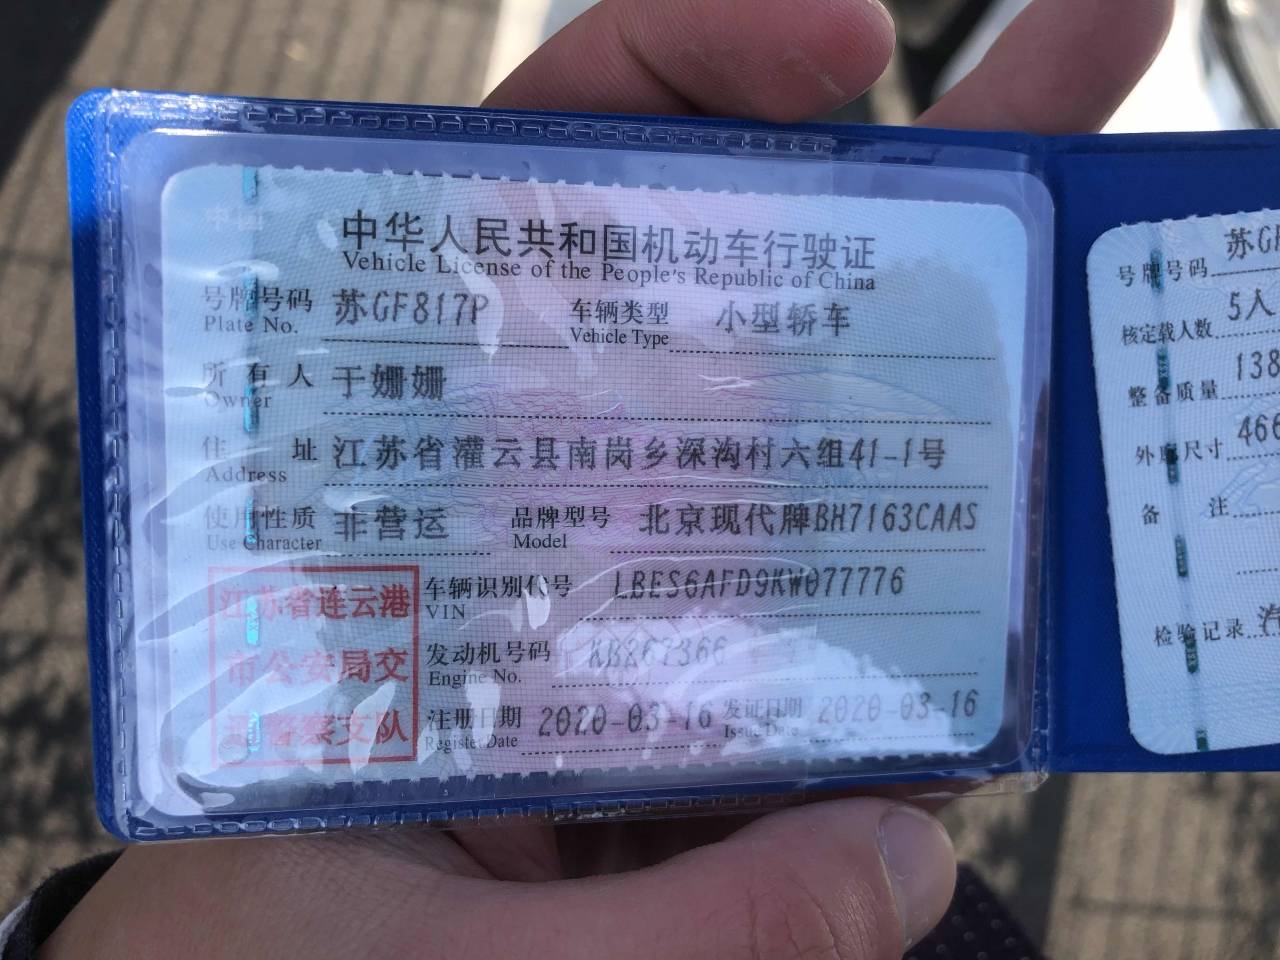 中华人民共和国机动车行驶证
Vehicle License of the People's Republic of China
号牌号码 苏GF817P 车辆类型 小型轿车
Plate No. Vehicle Type
所有人 于姗姗
Owner
住址 江苏省灌云县南岗乡深沟村六组41-1号
Address
使用性质 非营运 品牌型号 北京现代牌BH7163CAAS
Use Character Model
车辆识别代号 LBES6AFD9KW077776
VIN
发动机号码
Engine No.
注册日期 2020-03-16 发证日期 2020-03-16
Register Date Issue Date
江苏省连云港
市公安局交
通警察支队
号牌号码 苏GF
核定载人数 5人
整备质量 138
外廓尺寸 466
备注
检验记录